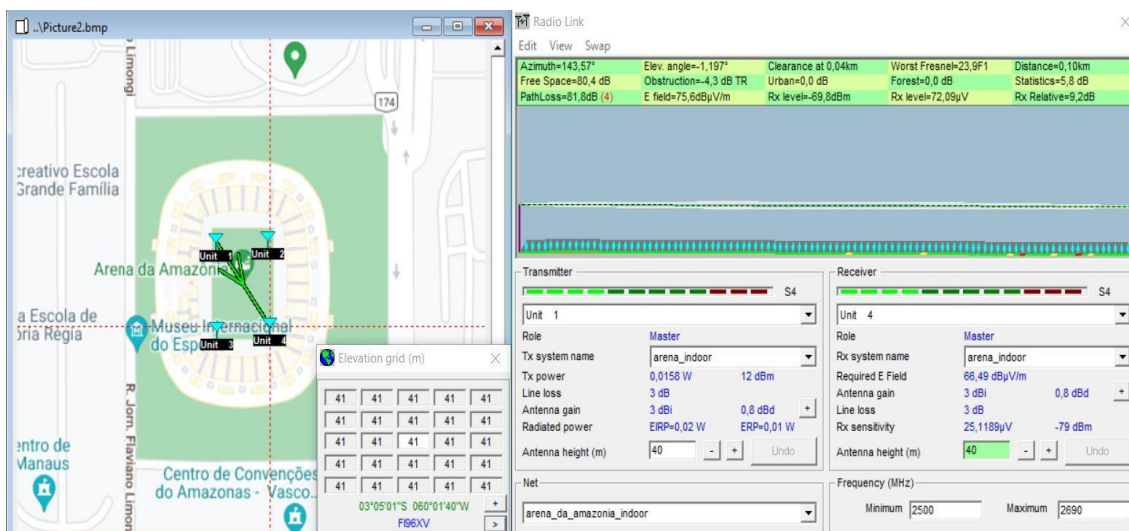 ..\Picture2.bmp
o Limongi
174
creativo Escola
Grande Família
Unit 1
Unit 2
Arena da Amazônia
a Escola de
oria Régia
Museu Internacional
do Esp
Unit 3
Unit 4
R. Jorn. Flaviano Limongi
entro de
Manaus
Centro de Convenções
do Amazonas - Vasco...
Elevation grid (m)
41 41 41 41 41
41 41 41 41 41
41 41 41 41 41
41 41 41 41 41
41 41 41 41 41
03°05'01"S 060°01'40"W
+
FI96XV
>
Radio Link
Edit View Swap
Azimuth=143,57° Elev. angle=-1,197° Clearance at 0,04km Worst Fresnel=23,9F1 Distance=0,10km
Free Space=80,4 dB Obstruction=-4,3 dB TR Urban=0,0 dB Forest=0,0 dB Statistics=5,8 dB
PathLoss=81,8dB (4) E field=75,6dBµV/m Rx level=-69,8dBm Rx level=72,09µV Rx Relative=9,2dB
Transmitter
S4
Unit 1
Role Master
Tx system name arena_indoor
Tx power 0,0158 W 12 dBm
Line loss 3 dB
Antenna gain 3 dBi 0,8 dBd +
Radiated power EIRP=0,02 W ERP=0,01 W
Antenna height (m) 40 - + Undo
Net
arena_da_amazonia_indoor
Receiver
S4
Unit 4
Role Master
Rx system name arena_indoor
Required E Field 66,49 dBµV/m
Antenna gain 3 dBi 0,8 dBd +
Line loss 3 dB
Rx sensitivity 25,1189µV -79 dBm
Antenna height (m) 40 - + Undo
Frequency (MHz)
Minimum 2500 Maximum 2690